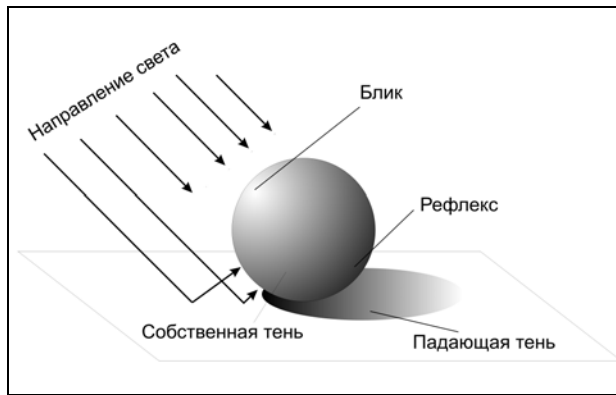 Направление света
Блик
Рефлекс
Собственная тень
Падающая тень